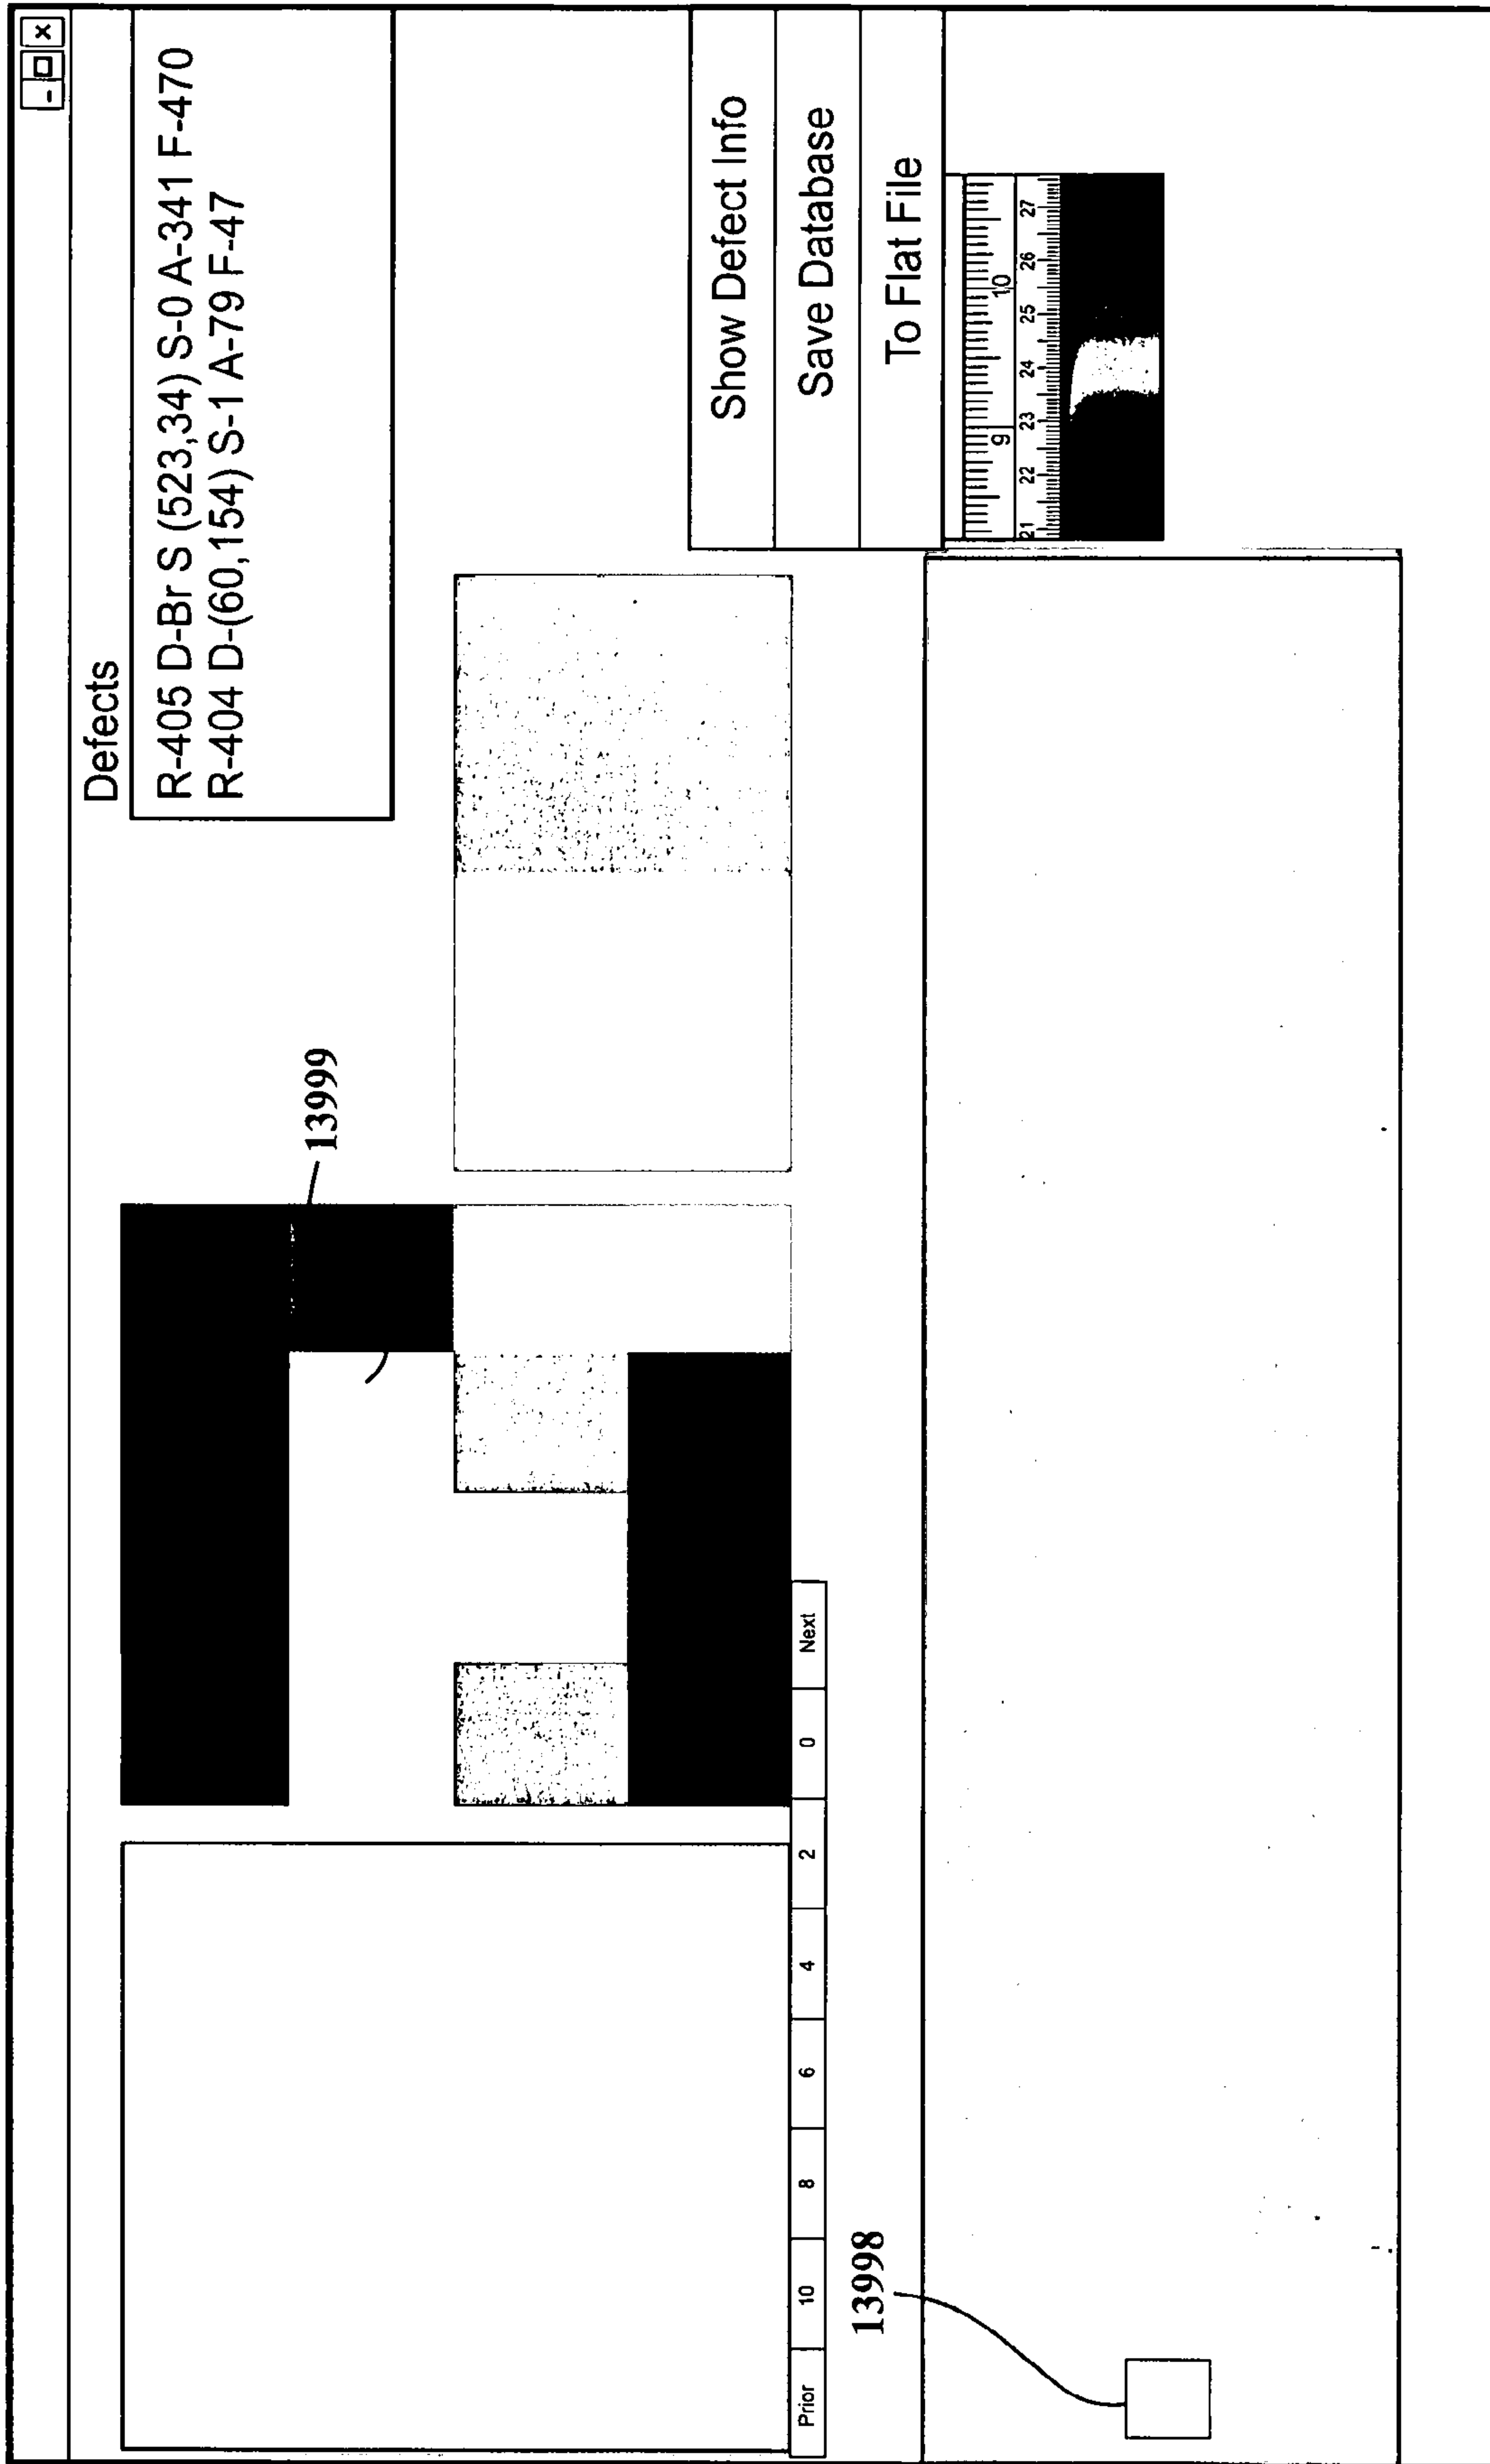 Defects
R-405 D-Br S (523,34) S-0 A-341 F-470
R-404 D-(60,154) S-1 A-79 F-47
13999
Prior 10 8 6 4 2 0 Next
Show Defect Info
Save Database
To Flat File
9 10
21 22 23 24 25 26 27
13998